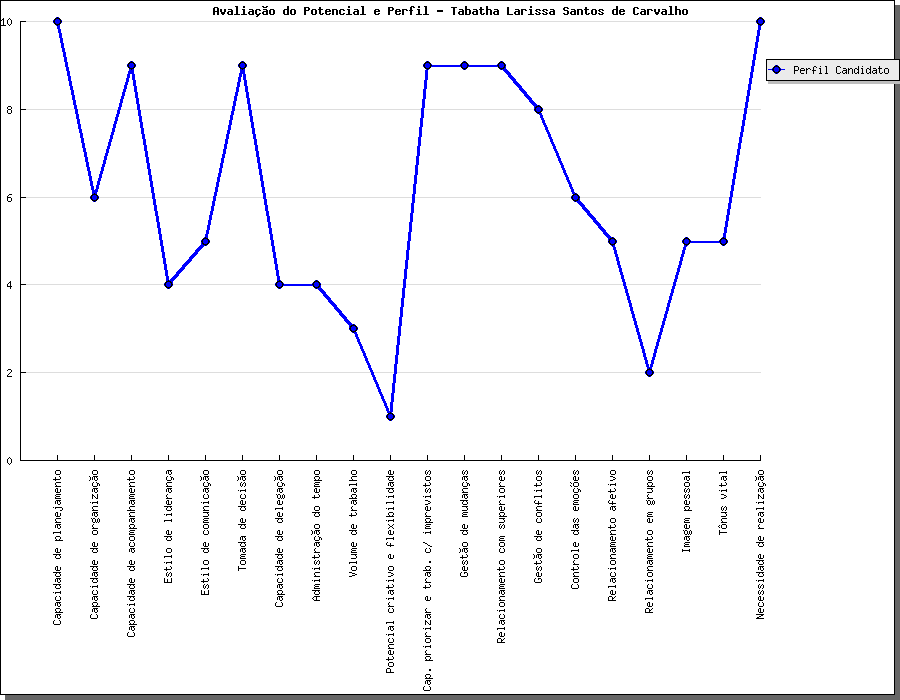 Avaliação do Potencial e Perfil - Tabatha Larissa Santos de Carvalho
Perfil Candidato
10
8
6
4
2
0
Capacidade de planejamento
Capacidade de organização
Capacidade de acompanhamento
Estilo de liderança
Estilo de comunicação
Tomada de decisão
Capacidade de delegação
Administração do tempo
Volume de trabalho
Potencial criativo e flexibilidade
Cap. priorizar e trab. c/ imprevistos
Gestão de mudanças
Relacionamento com superiores
Gestão de conflitos
Controle das emoções
Relacionamento afetivo
Relacionamento em grupos
Imagem pessoal
Tônus vital
Necessidade de realização